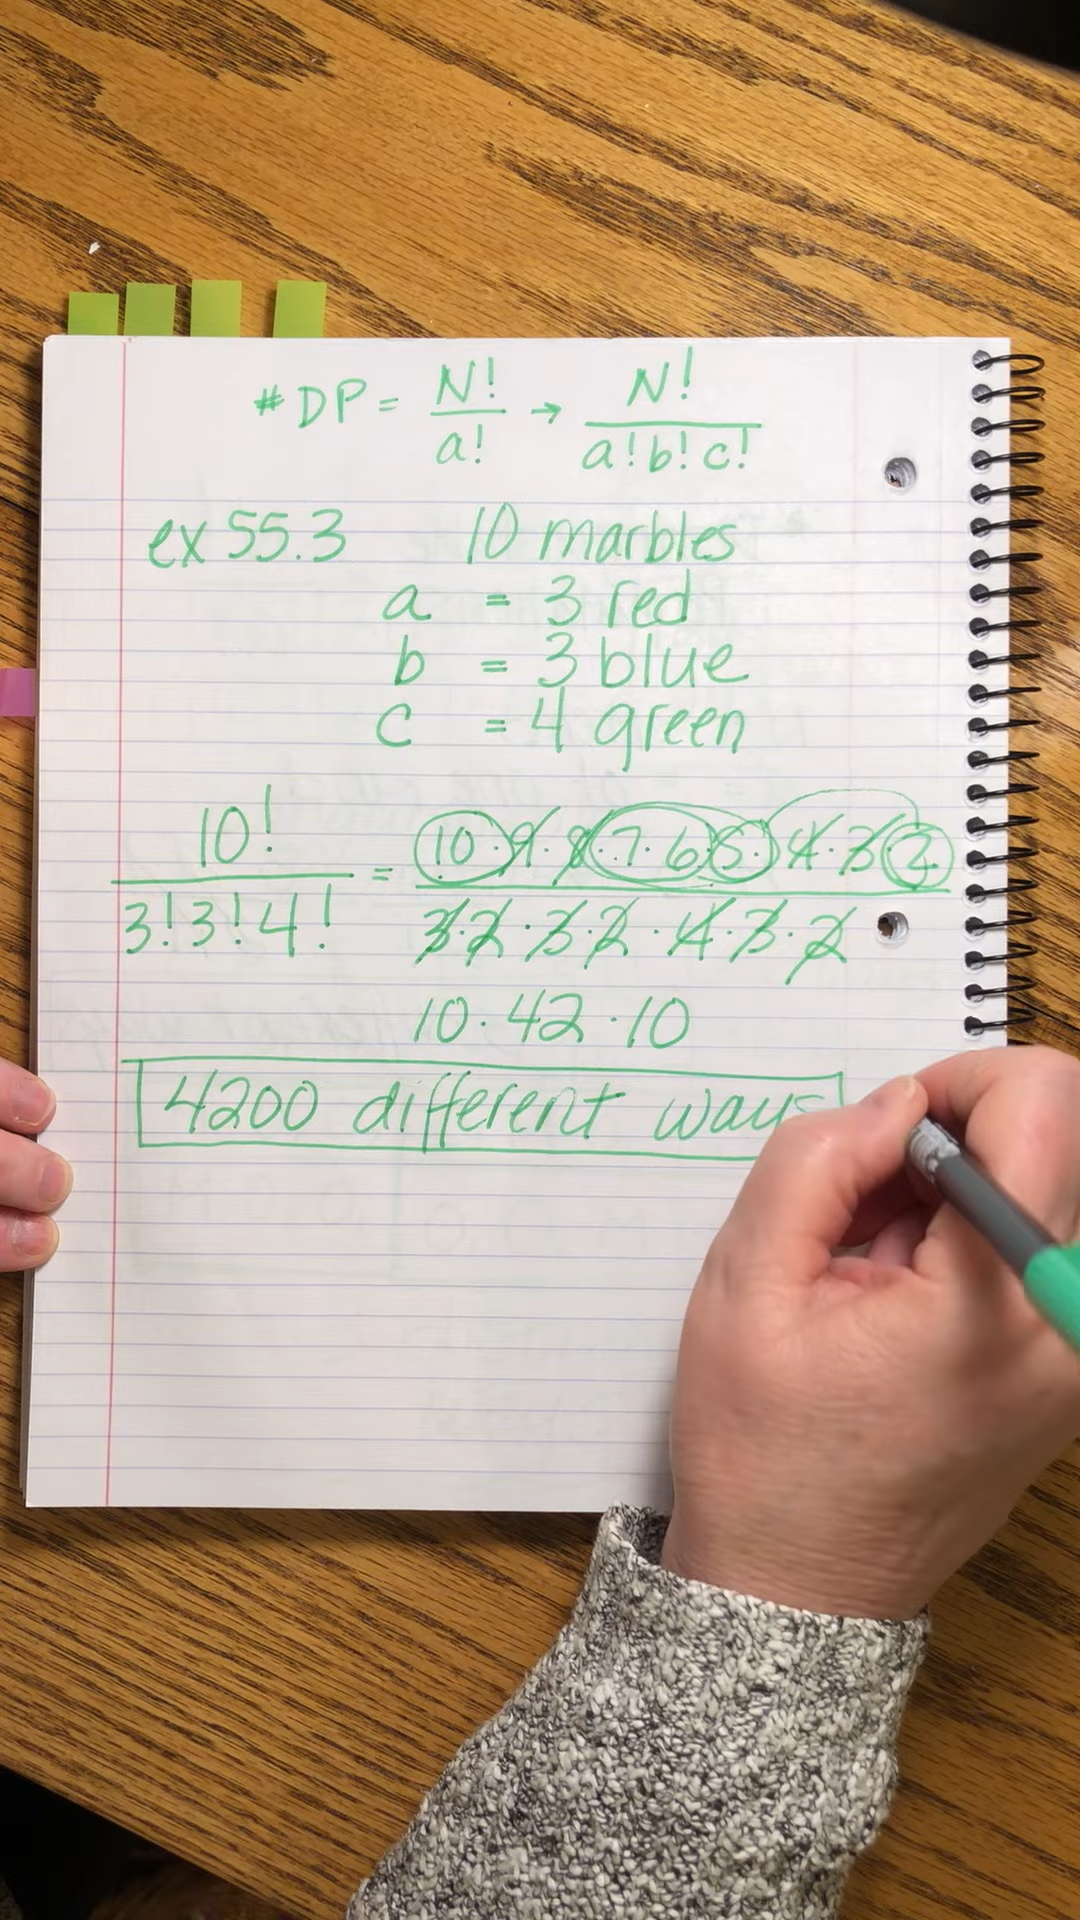 # DP = N! / a! → N! / a! b! c!
ex 55.3 10 marbles
a = 3 red
b = 3 blue
c = 4 green
10! / 3! 3! 4! = 10 · 9 · 8 · 7 · 6 · 5 · 4 · 3 · 2 / 3 · 2 · 3 · 2 · 4 · 3 · 2
10 · 42 · 10
4200 different ways